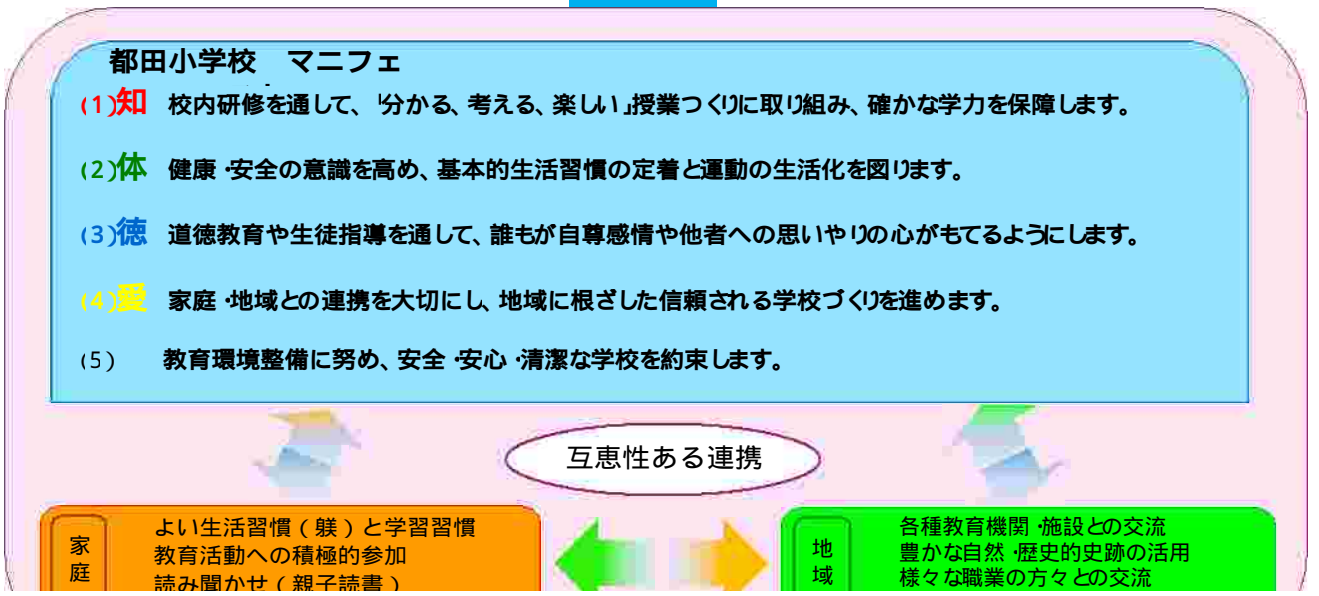 都田小学校　マニフェ
(1)知　校内研修を通して、「分かる、考える、楽しい」授業つくりに取り組み、確かな学力を保障します。
(2)体　健康・安全の意識を高め、基本的生活習慣の定着と運動の生活化を図ります。
(3)徳　道徳教育や生徒指導を通して、誰もが自尊感情や他者への思いやりの心がもてるようにします。
(4)愛　家庭・地域との連携を大切にし、地域に根ざした信頼される学校づくりを進めます。
(5)　教育環境整備に努め、安全・安心・清潔な学校を約束します。
互恵性ある連携
家庭
よい生活習慣（躾）と学習習慣
教育活動への積極的参加
読み聞かせ（親子読書）
地域
各種教育機関・施設との交流
豊かな自然・歴史的史跡の活用
様々な職業の方々との交流